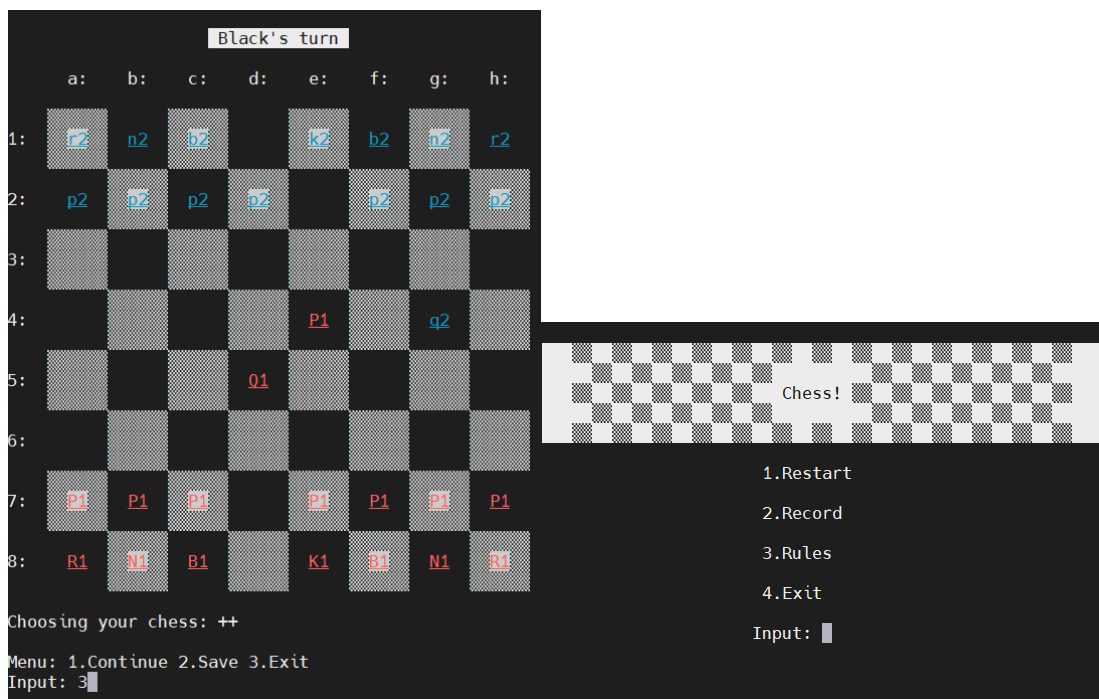 Black's turn
a: b: c: d: e: f: g: h:
1: r2 n2 b2 k2 b2 n2 r2
2: p2 p2 p2 p2 p2 p2 p2
3:
4: P1 q2
5: Q1
6:
7: P1 P1 P1 P1 P1 P1 P1
8: R1 N1 B1 K1 B1 N1 R1
Choosing your chess: ++
Menu: 1.Continue 2.Save 3.Exit
Input: 3
Chess!
1.Restart
2.Record
3.Rules
4.Exit
Input: